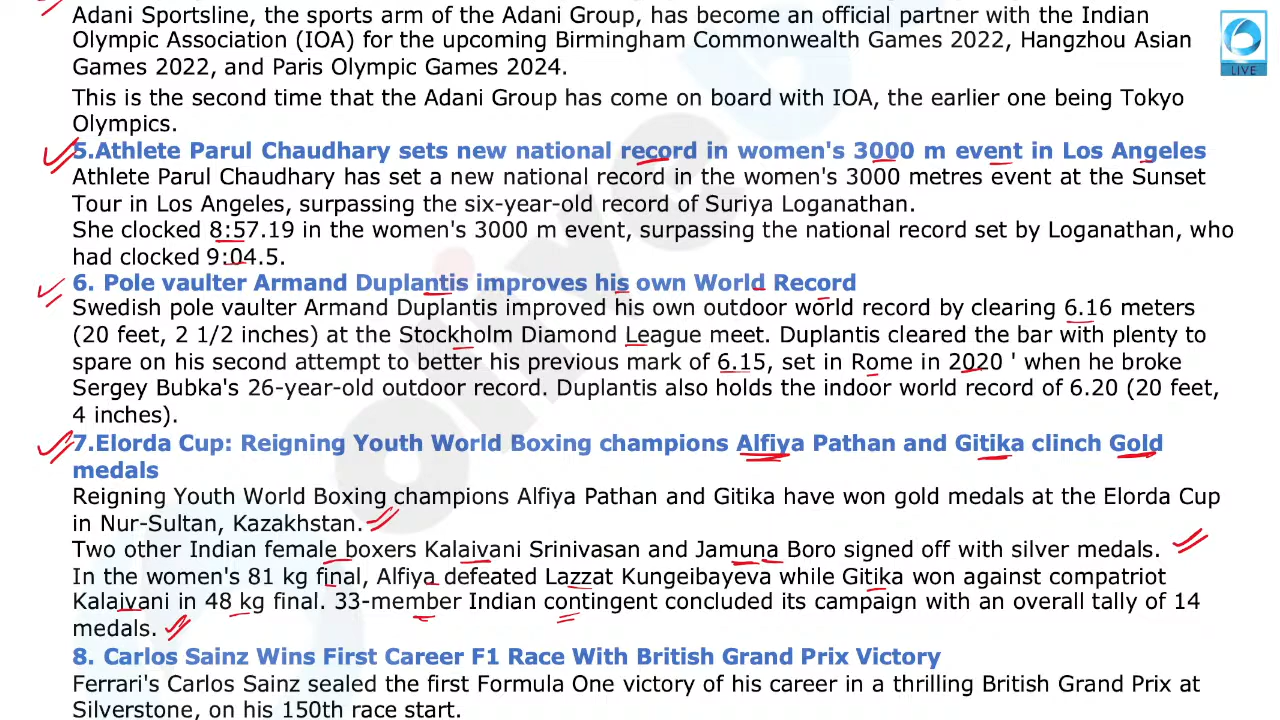 Adani Sportsline, the sports arm of the Adani Group, has become an official partner with the Indian
Olympic Association (IOA) for the upcoming Birmingham Commonwealth Games 2022, Hangzhou Asian
Games 2022, and Paris Olympic Games 2024.
This is the second time that the Adani Group has come on board with IOA, the earlier one being Tokyo
Olympics.
5.Athlete Parul Chaudhary sets new national record in women's 3000 m event in Los Angeles
Athlete Parul Chaudhary has set a new national record in the women's 3000 metres event at the Sunset
Tour in Los Angeles, surpassing the six-year-old record of Suriya Loganathan.
She clocked 8:57.19 in the women's 3000 m event, surpassing the national record set by Loganathan, who
had clocked 9:04.5.
6. Pole vaulter Armand Duplantis improves his own World Record
Swedish pole vaulter Armand Duplantis improved his own outdoor world record by clearing 6.16 meters
(20 feet, 2 1/2 inches) at the Stockholm Diamond League meet. Duplantis cleared the bar with plenty to
spare on his second attempt to better his previous mark of 6.15, set in Rome in 2020 ' when he broke
Sergey Bubka's 26-year-old outdoor record. Duplantis also holds the indoor world record of 6.20 (20 feet,
4 inches).
7.Elorda Cup: Reigning Youth World Boxing champions Alfiya Pathan and Gitika clinch Gold
medals
Reigning Youth World Boxing champions Alfiya Pathan and Gitika have won gold medals at the Elorda Cup
in Nur-Sultan, Kazakhstan.
Two other Indian female boxers Kalaivani Srinivasan and Jamuna Boro signed off with silver medals.
In the women's 81 kg final, Alfiya defeated Lazzat Kungeibayeva while Gitika won against compatriot
Kalaivani in 48 kg final. 33-member Indian contingent concluded its campaign with an overall tally of 14
medals.
8. Carlos Sainz Wins First Career F1 Race With British Grand Prix Victory
Ferrari's Carlos Sainz sealed the first Formula One victory of his career in a thrilling British Grand Prix at
Silverstone, on his 150th race start.
LIVE
oliveb